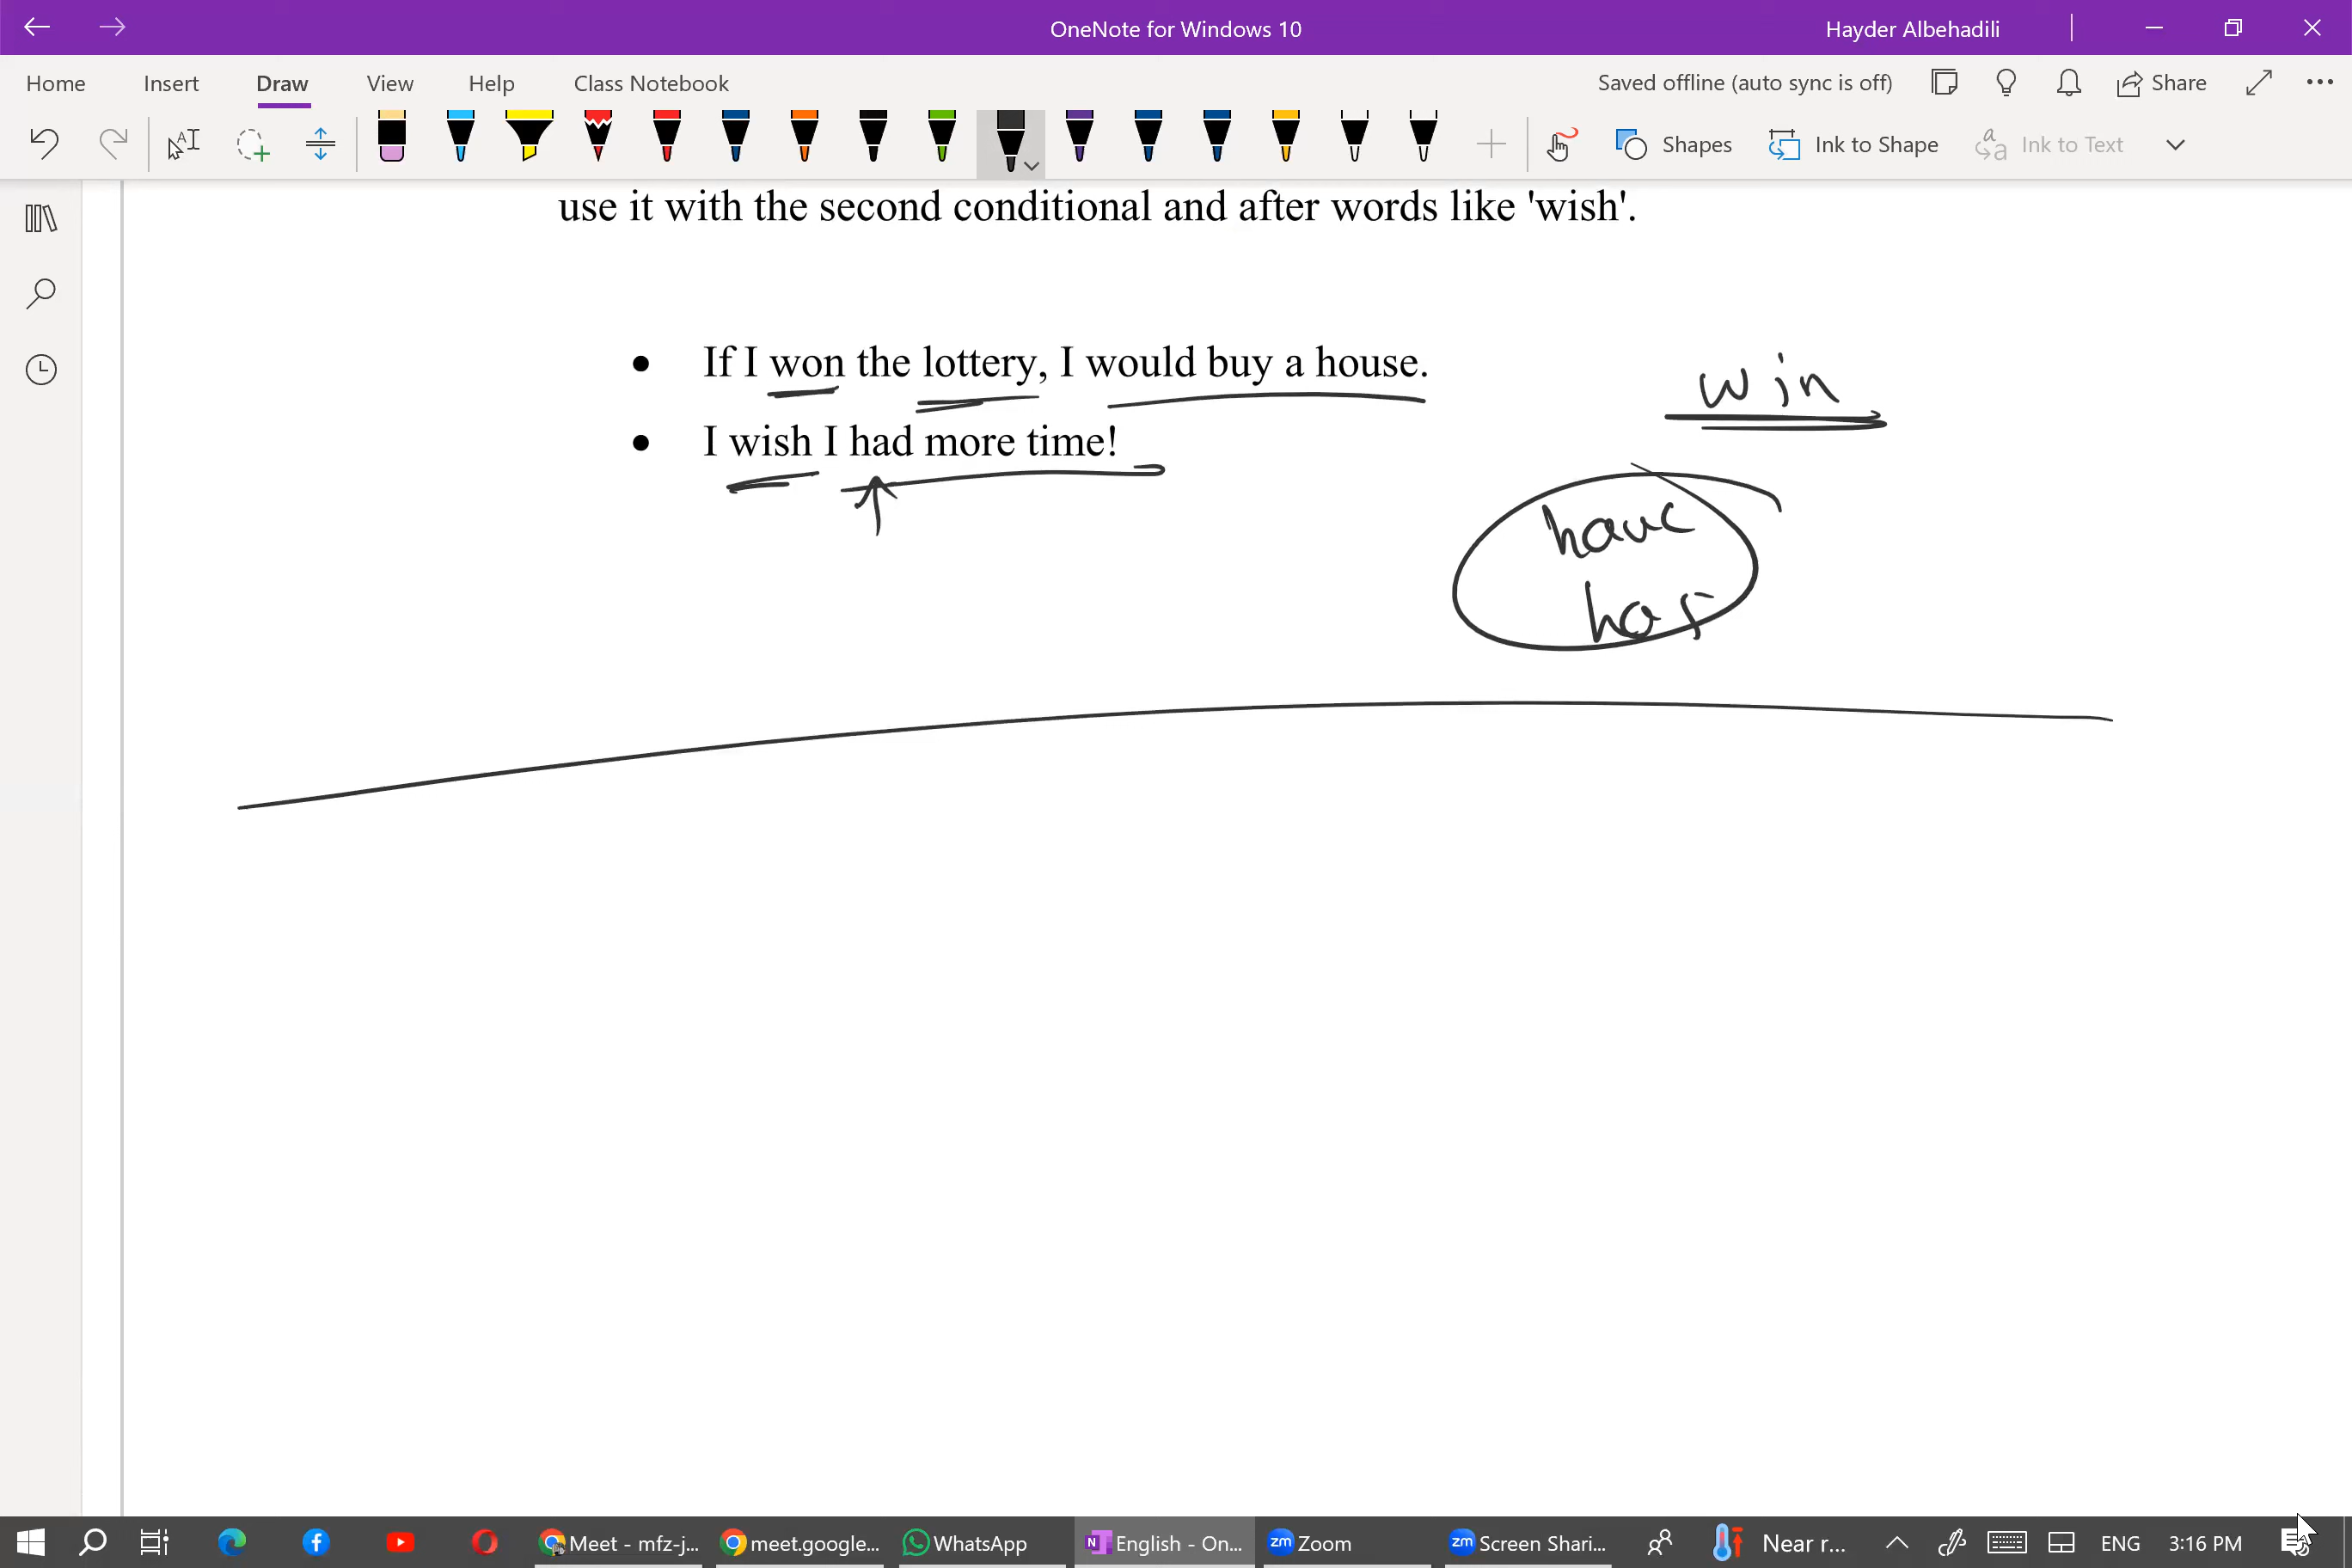 OneNote for Windows 10
Hayder Albehadili
Home Insert Draw View Help Class Notebook
Saved offline (auto sync is off) Share
Shapes Ink to Shape Ink to Text
use it with the second conditional and after words like 'wish'.
• If I won the lottery, I would buy a house.
win
• I wish I had more time!
have
has
Meet - mfz-j... meet.google... WhatsApp English - On... Zoom Screen Shari... Near r... ENG 3:16 PM